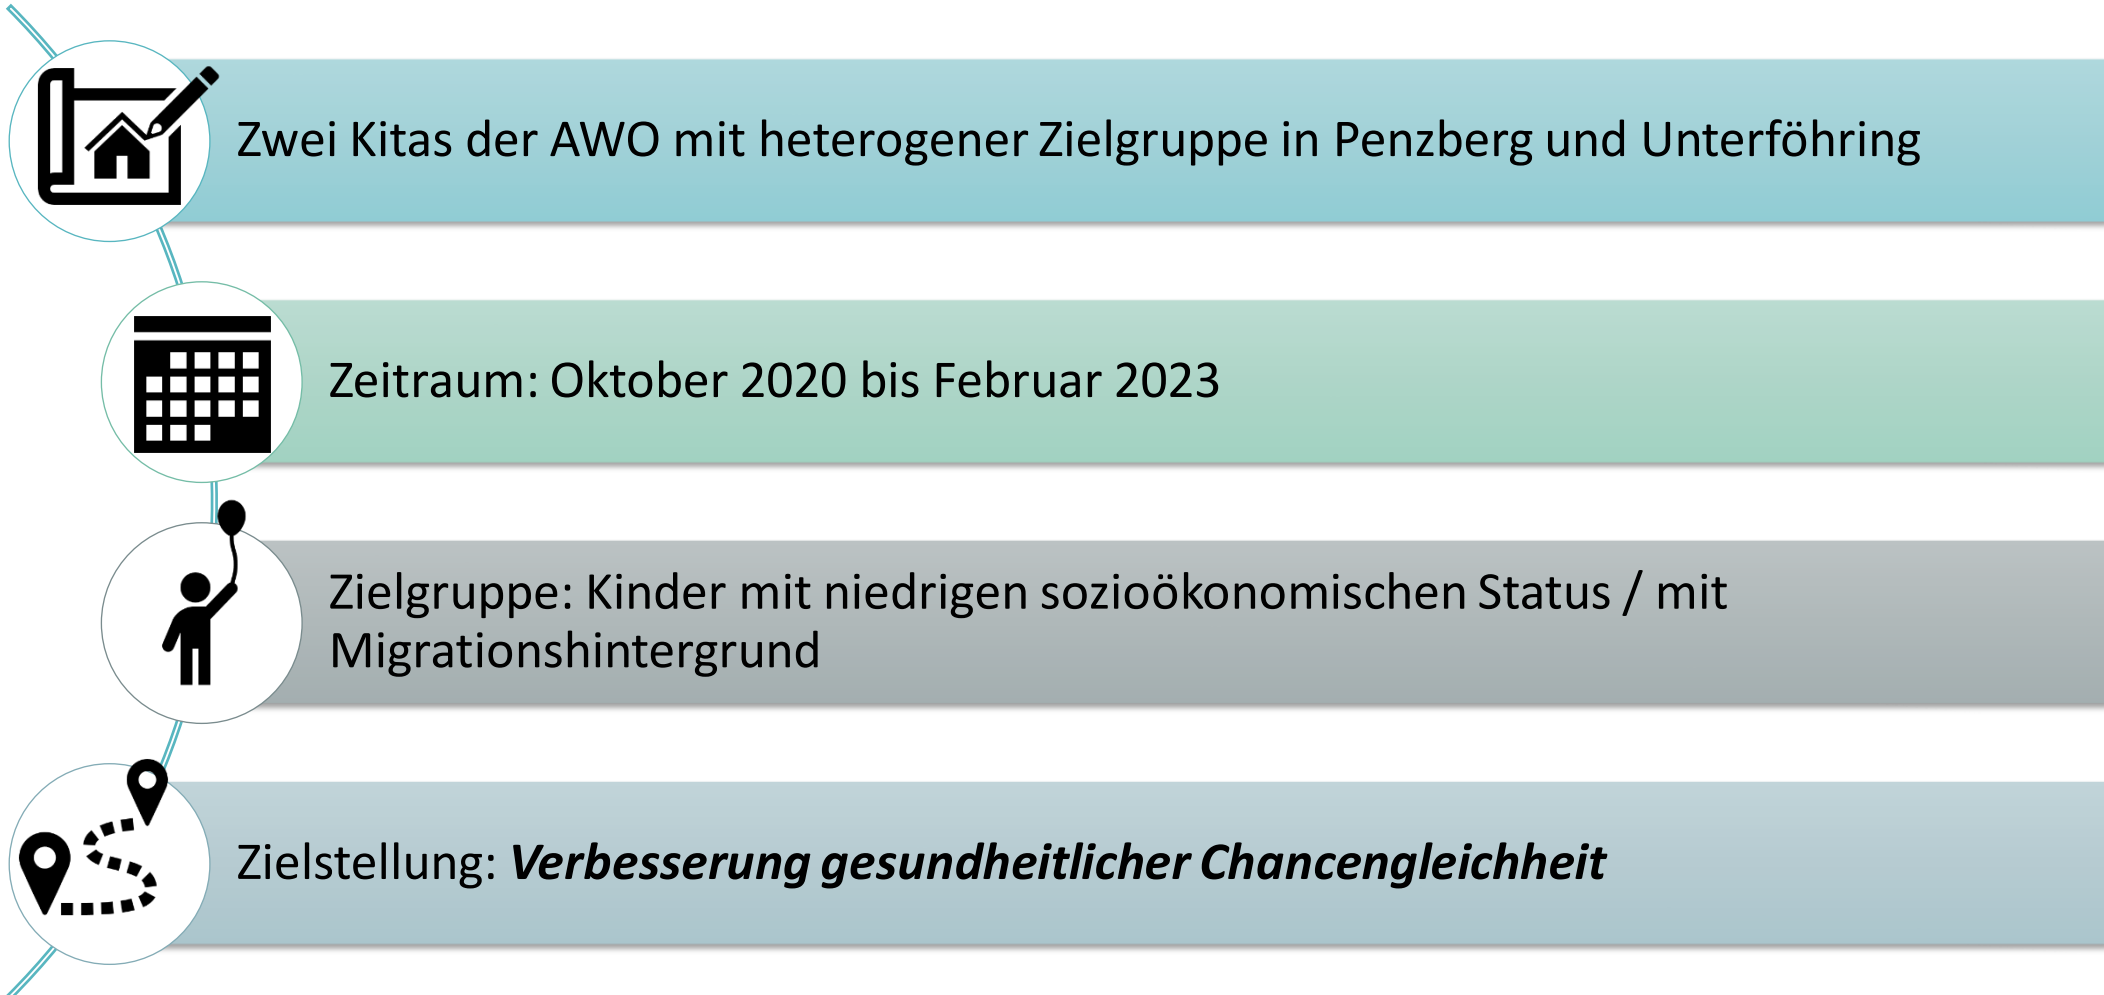 Zwei Kitas der AWO mit heterogener Zielgruppe in Penzberg und Unterföhring
Zeitraum: Oktober 2020 bis Februar 2023
Zielgruppe: Kinder mit niedrigen sozioökonomischen Status / mit
Migrationshintergrund
Zielstellung: Verbesserung gesundheitlicher Chancengleichheit